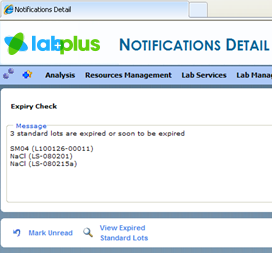 Notifications Detail
labplus
NOTIFICATIONS DETAIL
Analysis Resources Management Lab Services Lab Mana
Expiry Check
Message
3 standard lots are expired or soon to be expired
SM04 (L100126-00011)
NaCl (LS-080201)
NaCl (LS-080215a)
Mark Unread
View Expired
Standard Lots